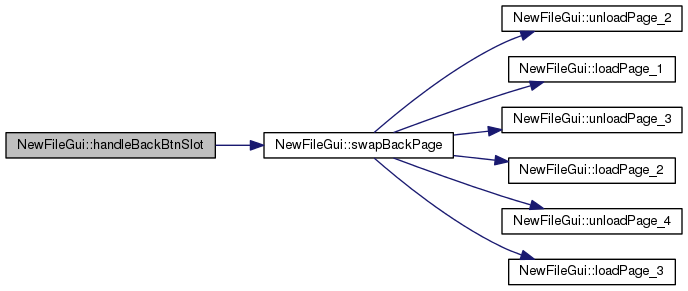 NewFileGui::handleBackBtnSlot
NewFileGui::swapBackPage
NewFileGui::unloadPage_2
NewFileGui::loadPage_1
NewFileGui::unloadPage_3
NewFileGui::loadPage_2
NewFileGui::unloadPage_4
NewFileGui::loadPage_3